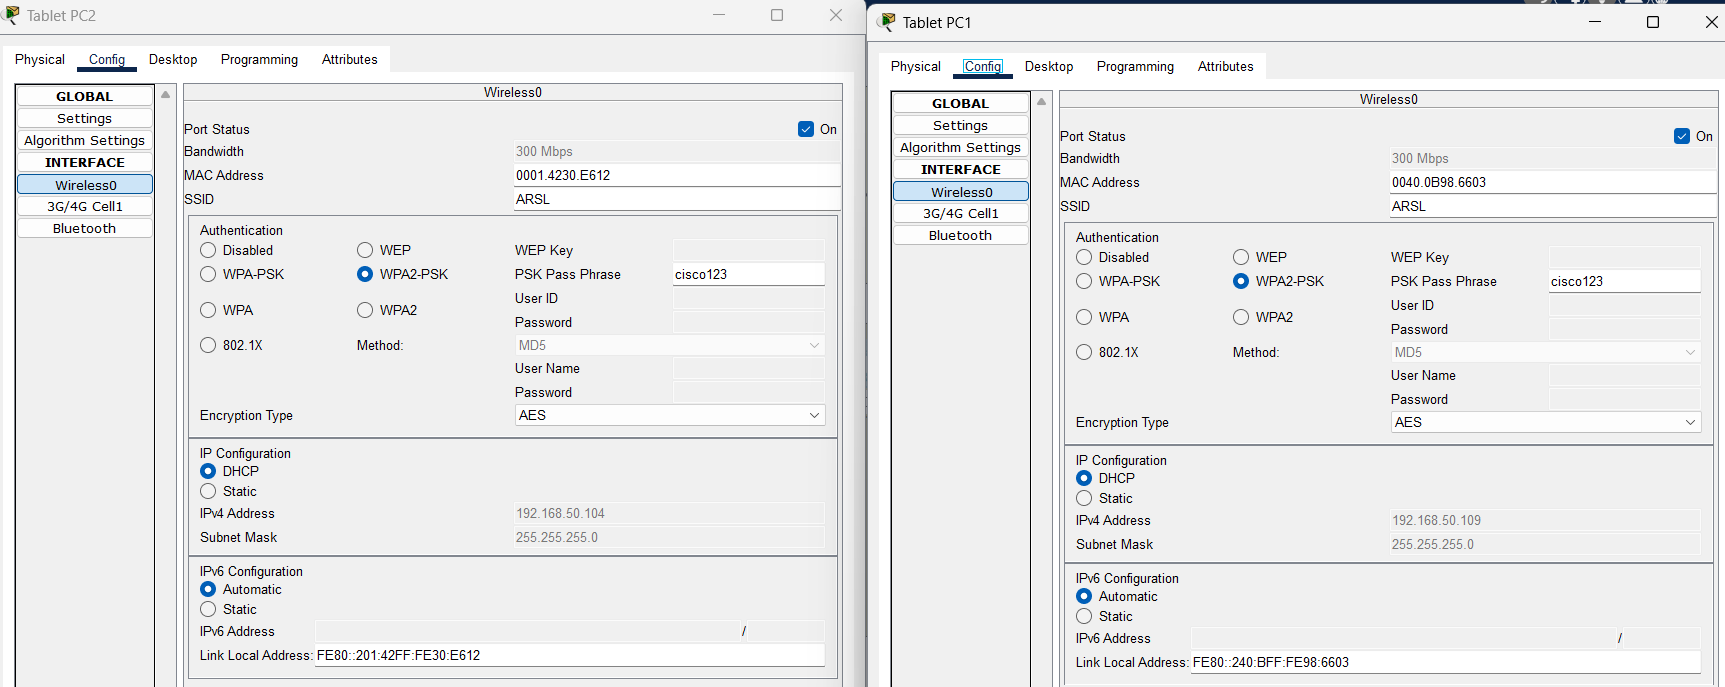 Tablet PC2
Physical Config Desktop Programming Attributes
GLOBAL
Settings
Algorithm Settings
INTERFACE
Wireless0
3G/4G Cell1
Bluetooth
Wireless0
Port Status On
Bandwidth 300 Mbps
MAC Address 0001.4230.E612
SSID ARSL
Authentication
Disabled WEP WEP Key
WPA-PSK WPA2-PSK PSK Pass Phrase cisco123
User ID
WPA WPA2
Password
802.1X Method: MD5
User Name
Password
Encryption Type AES
IP Configuration
DHCP
Static
IPv4 Address 192.168.50.104
Subnet Mask 255.255.255.0
IPv6 Configuration
Automatic
Static
IPv6 Address /
Link Local Address: FE80::201:42FF:FE30:E612
Tablet PC1
Physical Config Desktop Programming Attributes
GLOBAL
Settings
Algorithm Settings
INTERFACE
Wireless0
3G/4G Cell1
Bluetooth
Wireless0
Port Status On
Bandwidth 300 Mbps
MAC Address 0040.0B98.6603
SSID ARSL
Authentication
Disabled WEP WEP Key
WPA-PSK WPA2-PSK PSK Pass Phrase cisco123
User ID
WPA WPA2
Password
802.1X Method: MD5
User Name
Password
Encryption Type AES
IP Configuration
DHCP
Static
IPv4 Address 192.168.50.109
Subnet Mask 255.255.255.0
IPv6 Configuration
Automatic
Static
IPv6 Address /
Link Local Address: FE80::240:BFF:FE98:6603